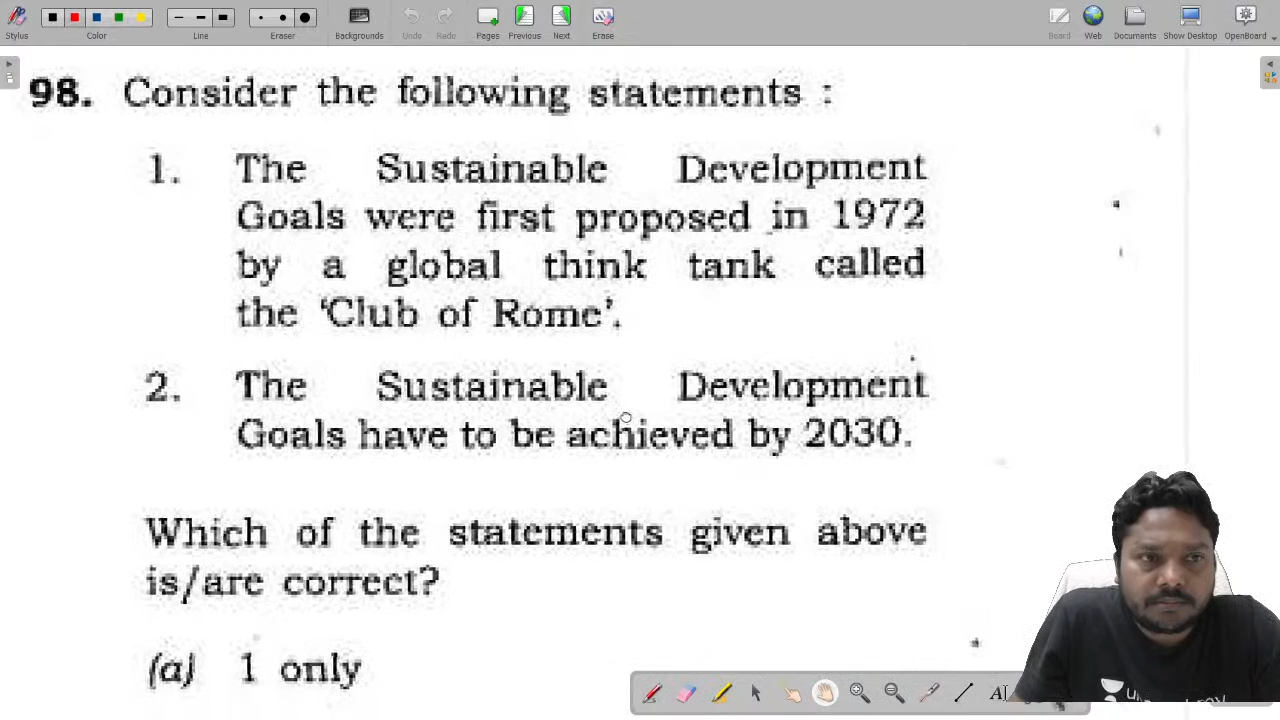 Stylus Color Line Eraser Backgrounds Undo Redo Pages Previous Next Erase Board Web Documents Show Desktop OpenBoard
98. Consider the following statements :
1. The Sustainable Development
Goals were first proposed in 1972
by a global think tank called
the ‘Club of Rome’.
2. The Sustainable Development
Goals have to be achieved by 2030.
Which of the statements given above
is/are correct?
(a) 1 only